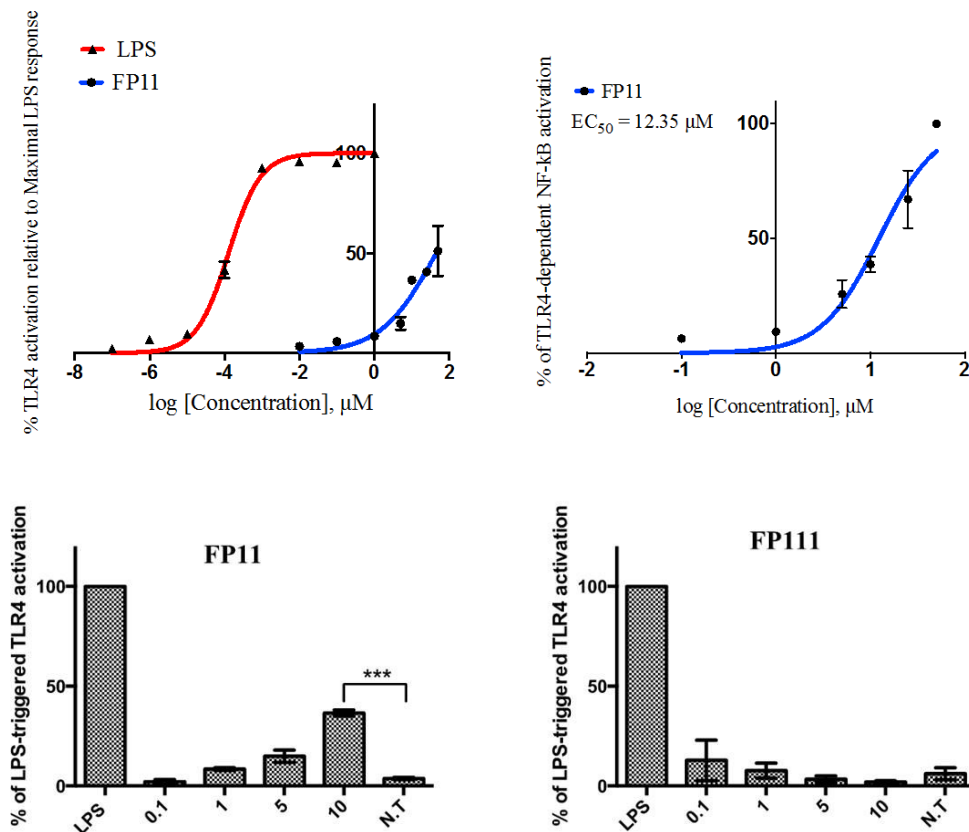 % TLR4 activation relative to Maximal LPS response
LPS
FP11
100
50
-8
-6
-4
-2
0
2
log [Concentration], μM
% of TLR4-dependent NF-kB activation
FP11
EC50 = 12.35 μM
100
50
-2
-1
0
1
2
log [Concentration], μM
% of LPS-triggered TLR4 activation
FP11
100
50
0
***
LPS
0.1
1
5
10
N.T
% of LPS-triggered TLR4 activation
FP111
100
50
0
LPS
0.1
1
5
10
N.T